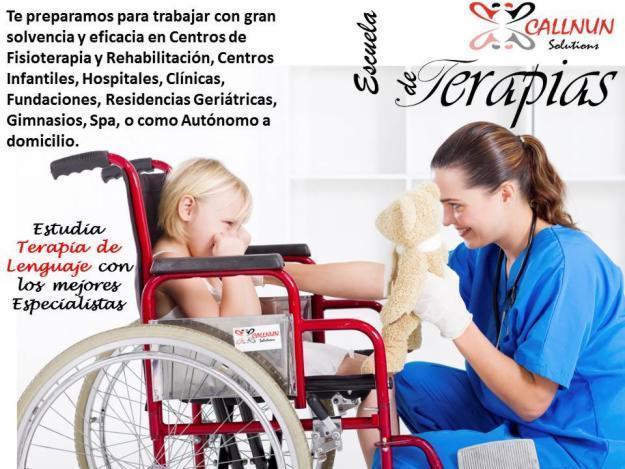 Te preparamos para trabajar con gran
solvencia y eficacia en Centros de
Fisioterapia y Rehabilitación, Centros
Infantiles, Hospitales, Clínicas,
Fundaciones, Residencias Geriátricas,
Gimnasios, Spa, o como Autónomo a
domicilio.
CALLNUN
Solutions
Escuela
de
Terapias
Estudía
Terapia de
Lenguaje con
los mejores
Especialistas
CALLNUN
Solutions